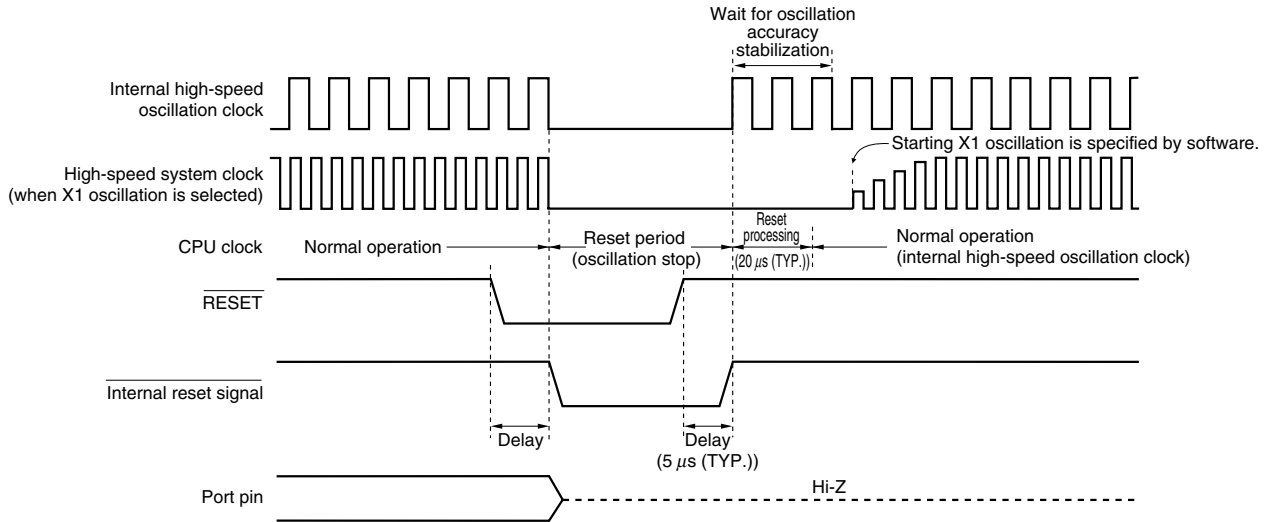 Wait for oscillation
accuracy
stabilization
Internal high-speed
oscillation clock
Starting X1 oscillation is specified by software.
High-speed system clock
(when X1 oscillation is selected)
CPU clock
Normal operation
Reset period
(oscillation stop)
Reset
processing
(20 μs (TYP.))
Normal operation
(internal high-speed oscillation clock)
RESET
Internal reset signal
Delay
Delay
(5 μs (TYP.))
Port pin
Hi-Z